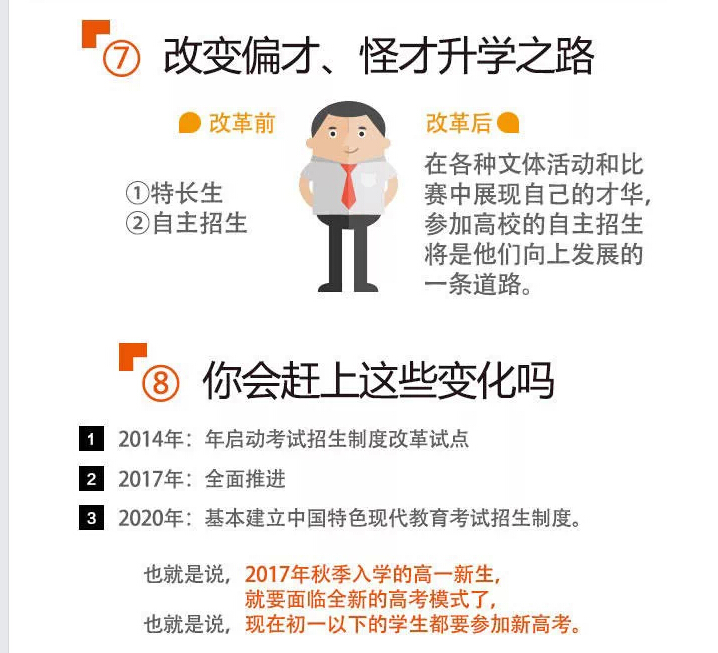 ⑦ 改变偏才、怪才升学之路
改革前
①特长生
②自主招生
改革后
在各种文体活动和比
赛中展现自己的才华,
参加高校的自主招生
将是他们向上发展的
一条道路。
⑧ 你会赶上这些变化吗
1 2014年：年启动考试招生制度改革试点
2 2017年：全面推进
3 2020年：基本建立中国特色现代教育考试招生制度。
也就是说, 2017年秋季入学的高一新生,
就要面临全新的高考模式了,
也就是说, 现在初一以下的学生都要参加新高考。